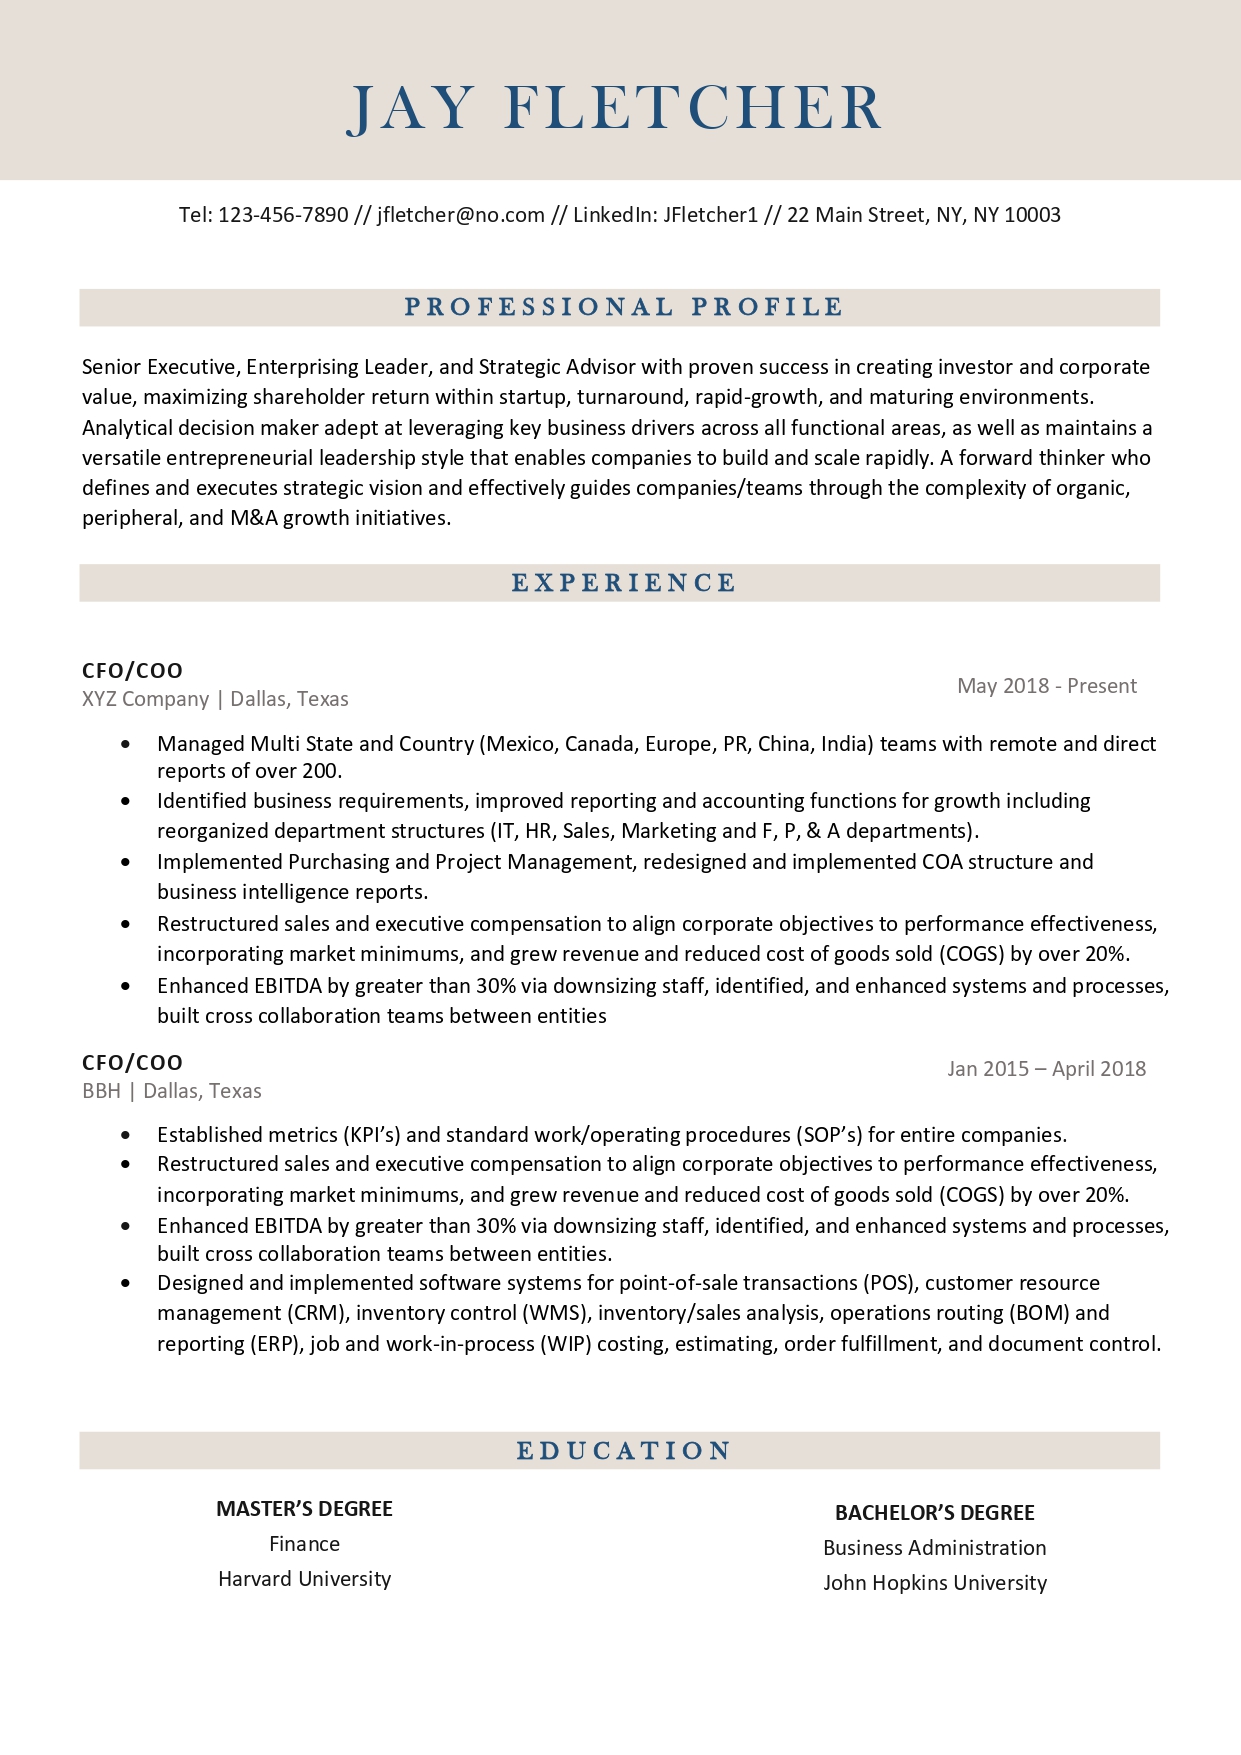 JAY FLETCHER
Tel: 123-456-7890 // jfletcher@no.com // LinkedIn: JFletcher1 // 22 Main Street, NY, NY 10003
PROFESSIONAL PROFILE
Senior Executive, Enterprising Leader, and Strategic Advisor with proven success in creating investor and corporate
value, maximizing shareholder return within startup, turnaround, rapid-growth, and maturing environments.
Analytical decision maker adept at leveraging key business drivers across all functional areas, as well as maintains a
versatile entrepreneurial leadership style that enables companies to build and scale rapidly. A forward thinker who
defines and executes strategic vision and effectively guides companies/teams through the complexity of organic,
peripheral, and M&A growth initiatives.
EXPERIENCE
CFO/COO
XYZ Company | Dallas, Texas
May 2018 - Present
• Managed Multi State and Country (Mexico, Canada, Europe, PR, China, India) teams with remote and direct
reports of over 200.
• Identified business requirements, improved reporting and accounting functions for growth including
reorganized department structures (IT, HR, Sales, Marketing and F, P, & A departments).
• Implemented Purchasing and Project Management, redesigned and implemented COA structure and
business intelligence reports.
• Restructured sales and executive compensation to align corporate objectives to performance effectiveness,
incorporating market minimums, and grew revenue and reduced cost of goods sold (COGS) by over 20%.
• Enhanced EBITDA by greater than 30% via downsizing staff, identified, and enhanced systems and processes,
built cross collaboration teams between entities
CFO/COO
BBH | Dallas, Texas
Jan 2015 – April 2018
• Established metrics (KPI’s) and standard work/operating procedures (SOP’s) for entire companies.
• Restructured sales and executive compensation to align corporate objectives to performance effectiveness,
incorporating market minimums, and grew revenue and reduced cost of goods sold (COGS) by over 20%.
• Enhanced EBITDA by greater than 30% via downsizing staff, identified, and enhanced systems and processes,
built cross collaboration teams between entities.
• Designed and implemented software systems for point-of-sale transactions (POS), customer resource
management (CRM), inventory control (WMS), inventory/sales analysis, operations routing (BOM) and
reporting (ERP), job and work-in-process (WIP) costing, estimating, order fulfillment, and document control.
EDUCATION
MASTER’S DEGREE
Finance
Harvard University
BACHELOR’S DEGREE
Business Administration
John Hopkins University